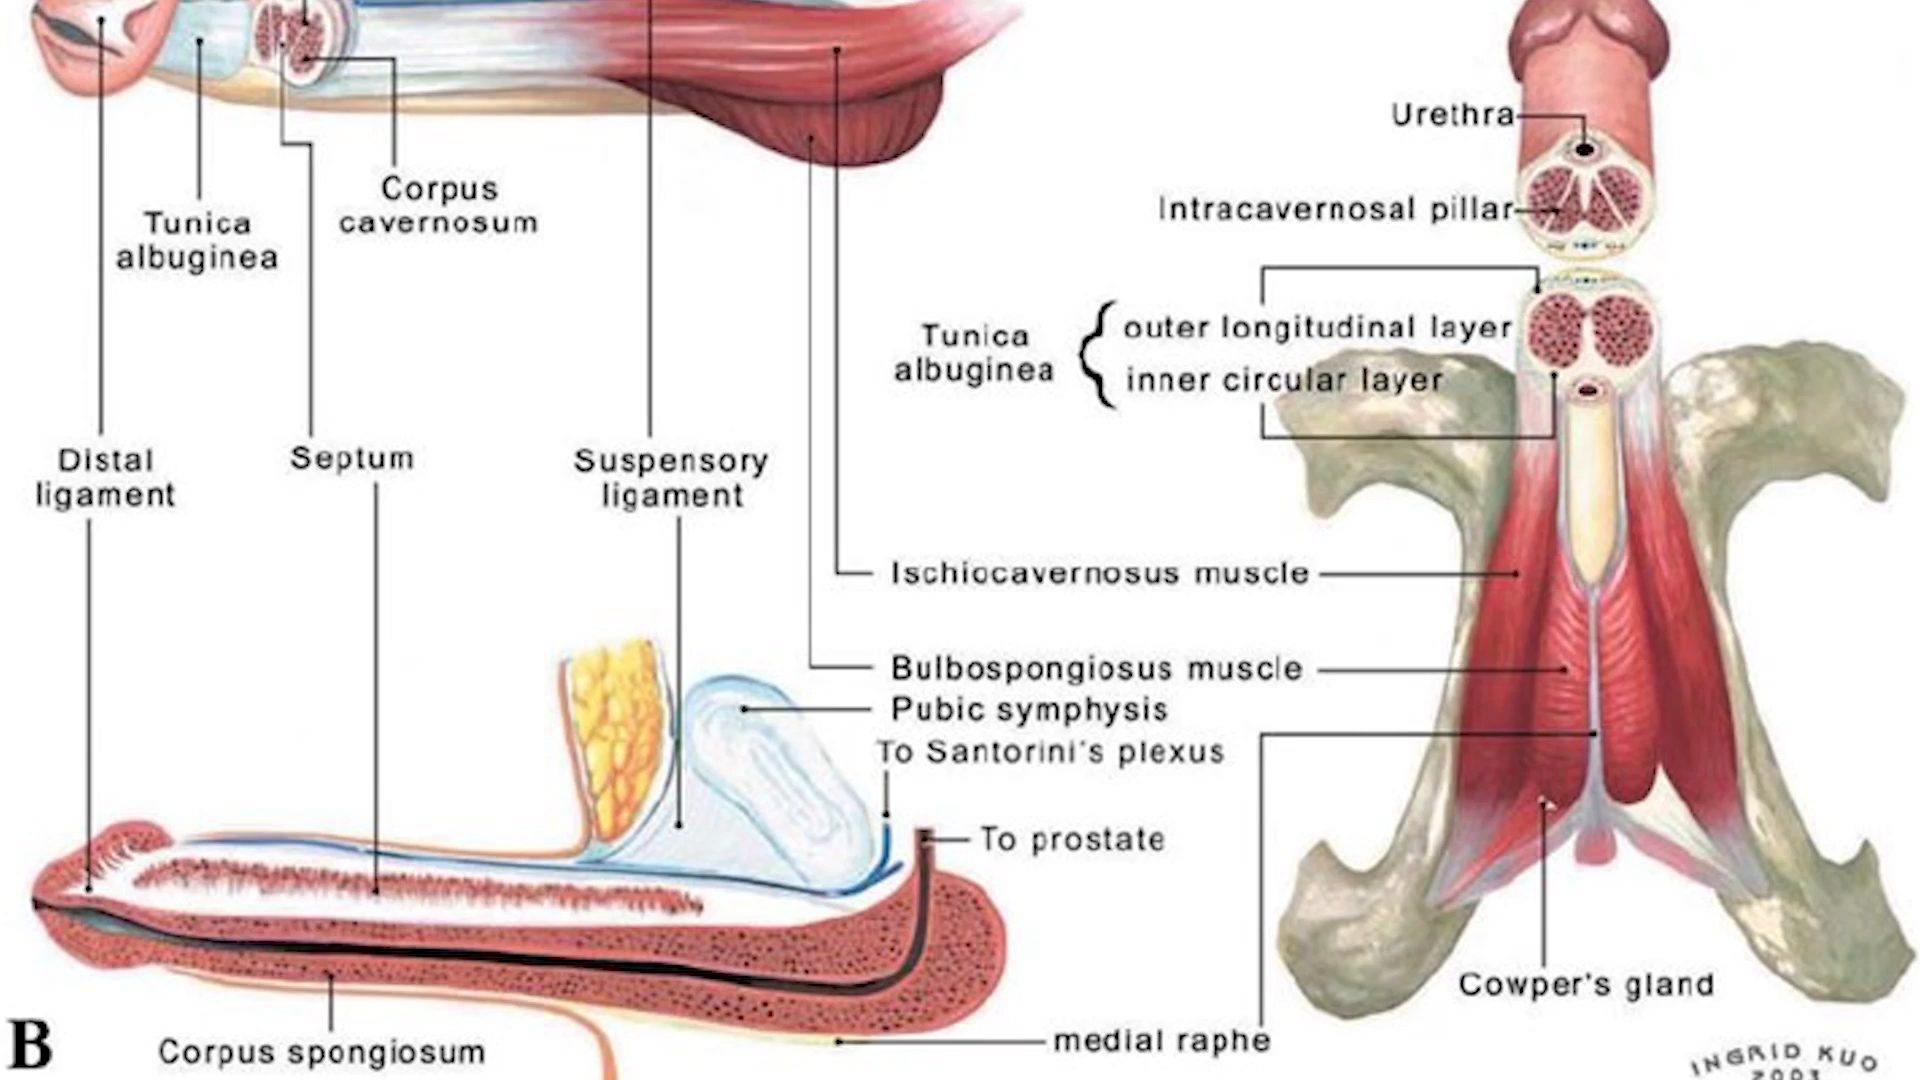 Urethra
Corpus
cavernosum
Tunica
albuginea
Intracavernosal pillar
Tunica
albuginea
outer longitudinal layer
inner circular layer
Distal
ligament
Septum
Suspensory
ligament
Ischiocavernosus muscle
Bulbospongiosus muscle
Pubic symphysis
To Santorini's plexus
To prostate
Cowper's gland
medial raphe
Corpus spongiosum
B
INGRID KUO
2003